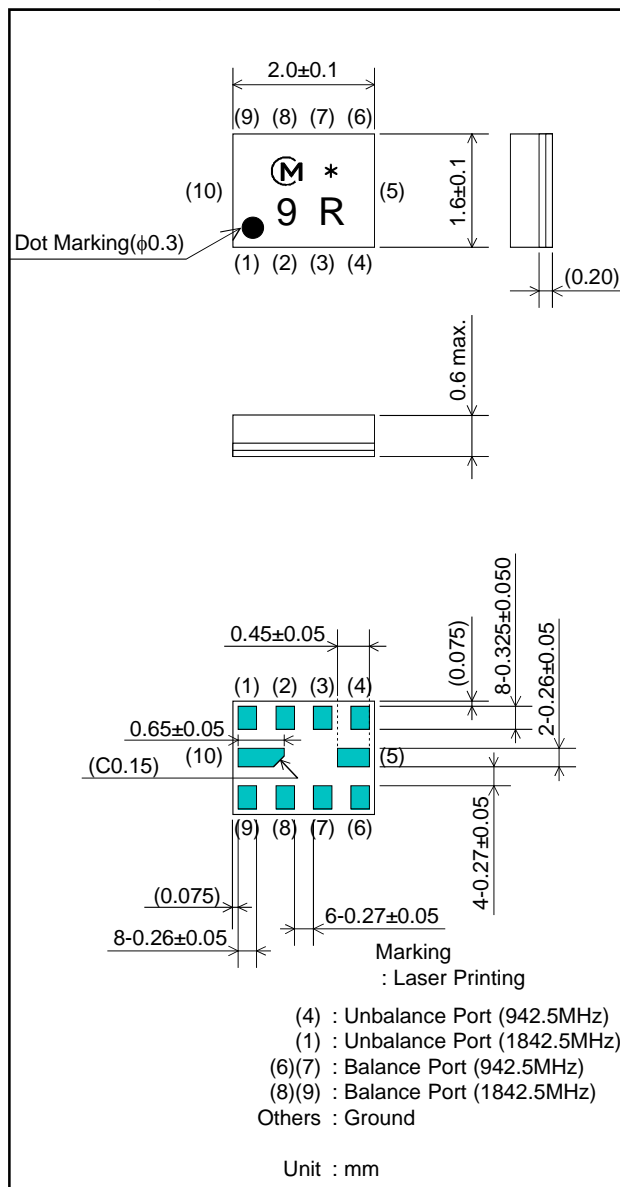 2.0±0.1
(9) (8) (7) (6)
M *
(10) (5)
9 R
1.6±0.1
Dot Marking(ϕ0.3)
(1) (2) (3) (4)
(0.20)
0.6 max.
0.45±0.05
(0.075)
8-0.325±0.050
2-0.26±0.05
(1) (2) (3) (4)
0.65±0.05
(10) (5)
(C0.15)
4-0.27±0.05
(9) (8) (7) (6)
(0.075)
6-0.27±0.05
8-0.26±0.05
Marking
: Laser Printing
(4) : Unbalance Port (942.5MHz)
(1) : Unbalance Port (1842.5MHz)
(6)(7) : Balance Port (942.5MHz)
(8)(9) : Balance Port (1842.5MHz)
Others : Ground
Unit : mm